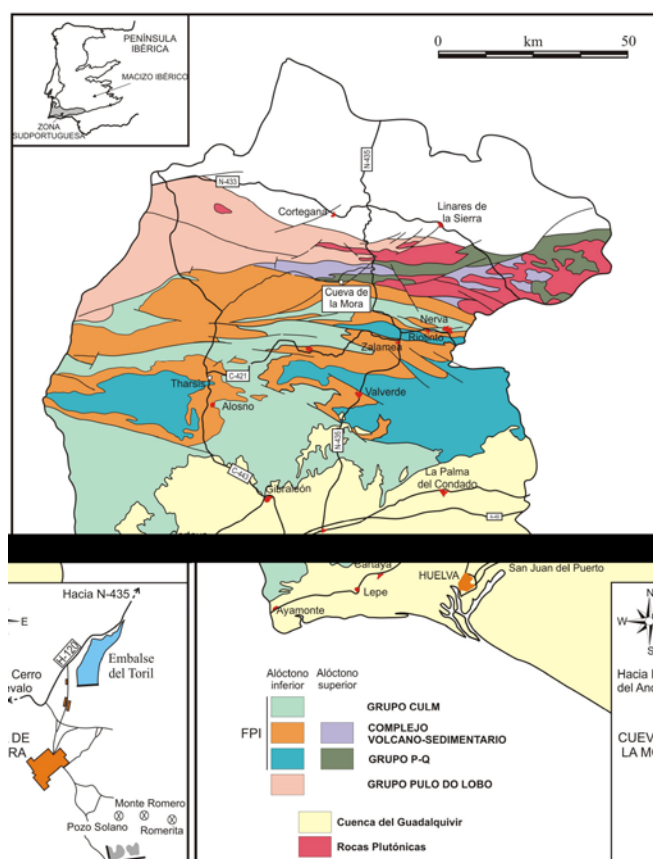 PENÍNSULA
IBÉRICA
MACIZO IBÉRICO
ZONA
SUDPORTUGUESA
0 km 50
N-435
N-433
Cortegana
Linares de
la Sierra
Cueva de
la Mora
Nerva
Riotinto
Zalamea
C-421
Tharsis
Valverde
Alosno
N-435
C-443
La Palma
del Condado
Gibraleón
Cartaya
San Juan del Puerto
HUELVA
Lepe
Ayamonte
Hacia N-435
E
H-120
Embalse
del Toril
Cerro
DE
Monte Romero
Pozo Solano
Romerita
N
W
S
Hacia
CUEV
LA MO
Alóctono
inferior
Alóctono
superior
FPI
GRUPO CULM
COMPLEJO
VOLCANO-SEDIMENTARIO
GRUPO P-Q
GRUPO PULO DO LOBO
Cuenca del Guadalquivir
Rocas Plutónicas